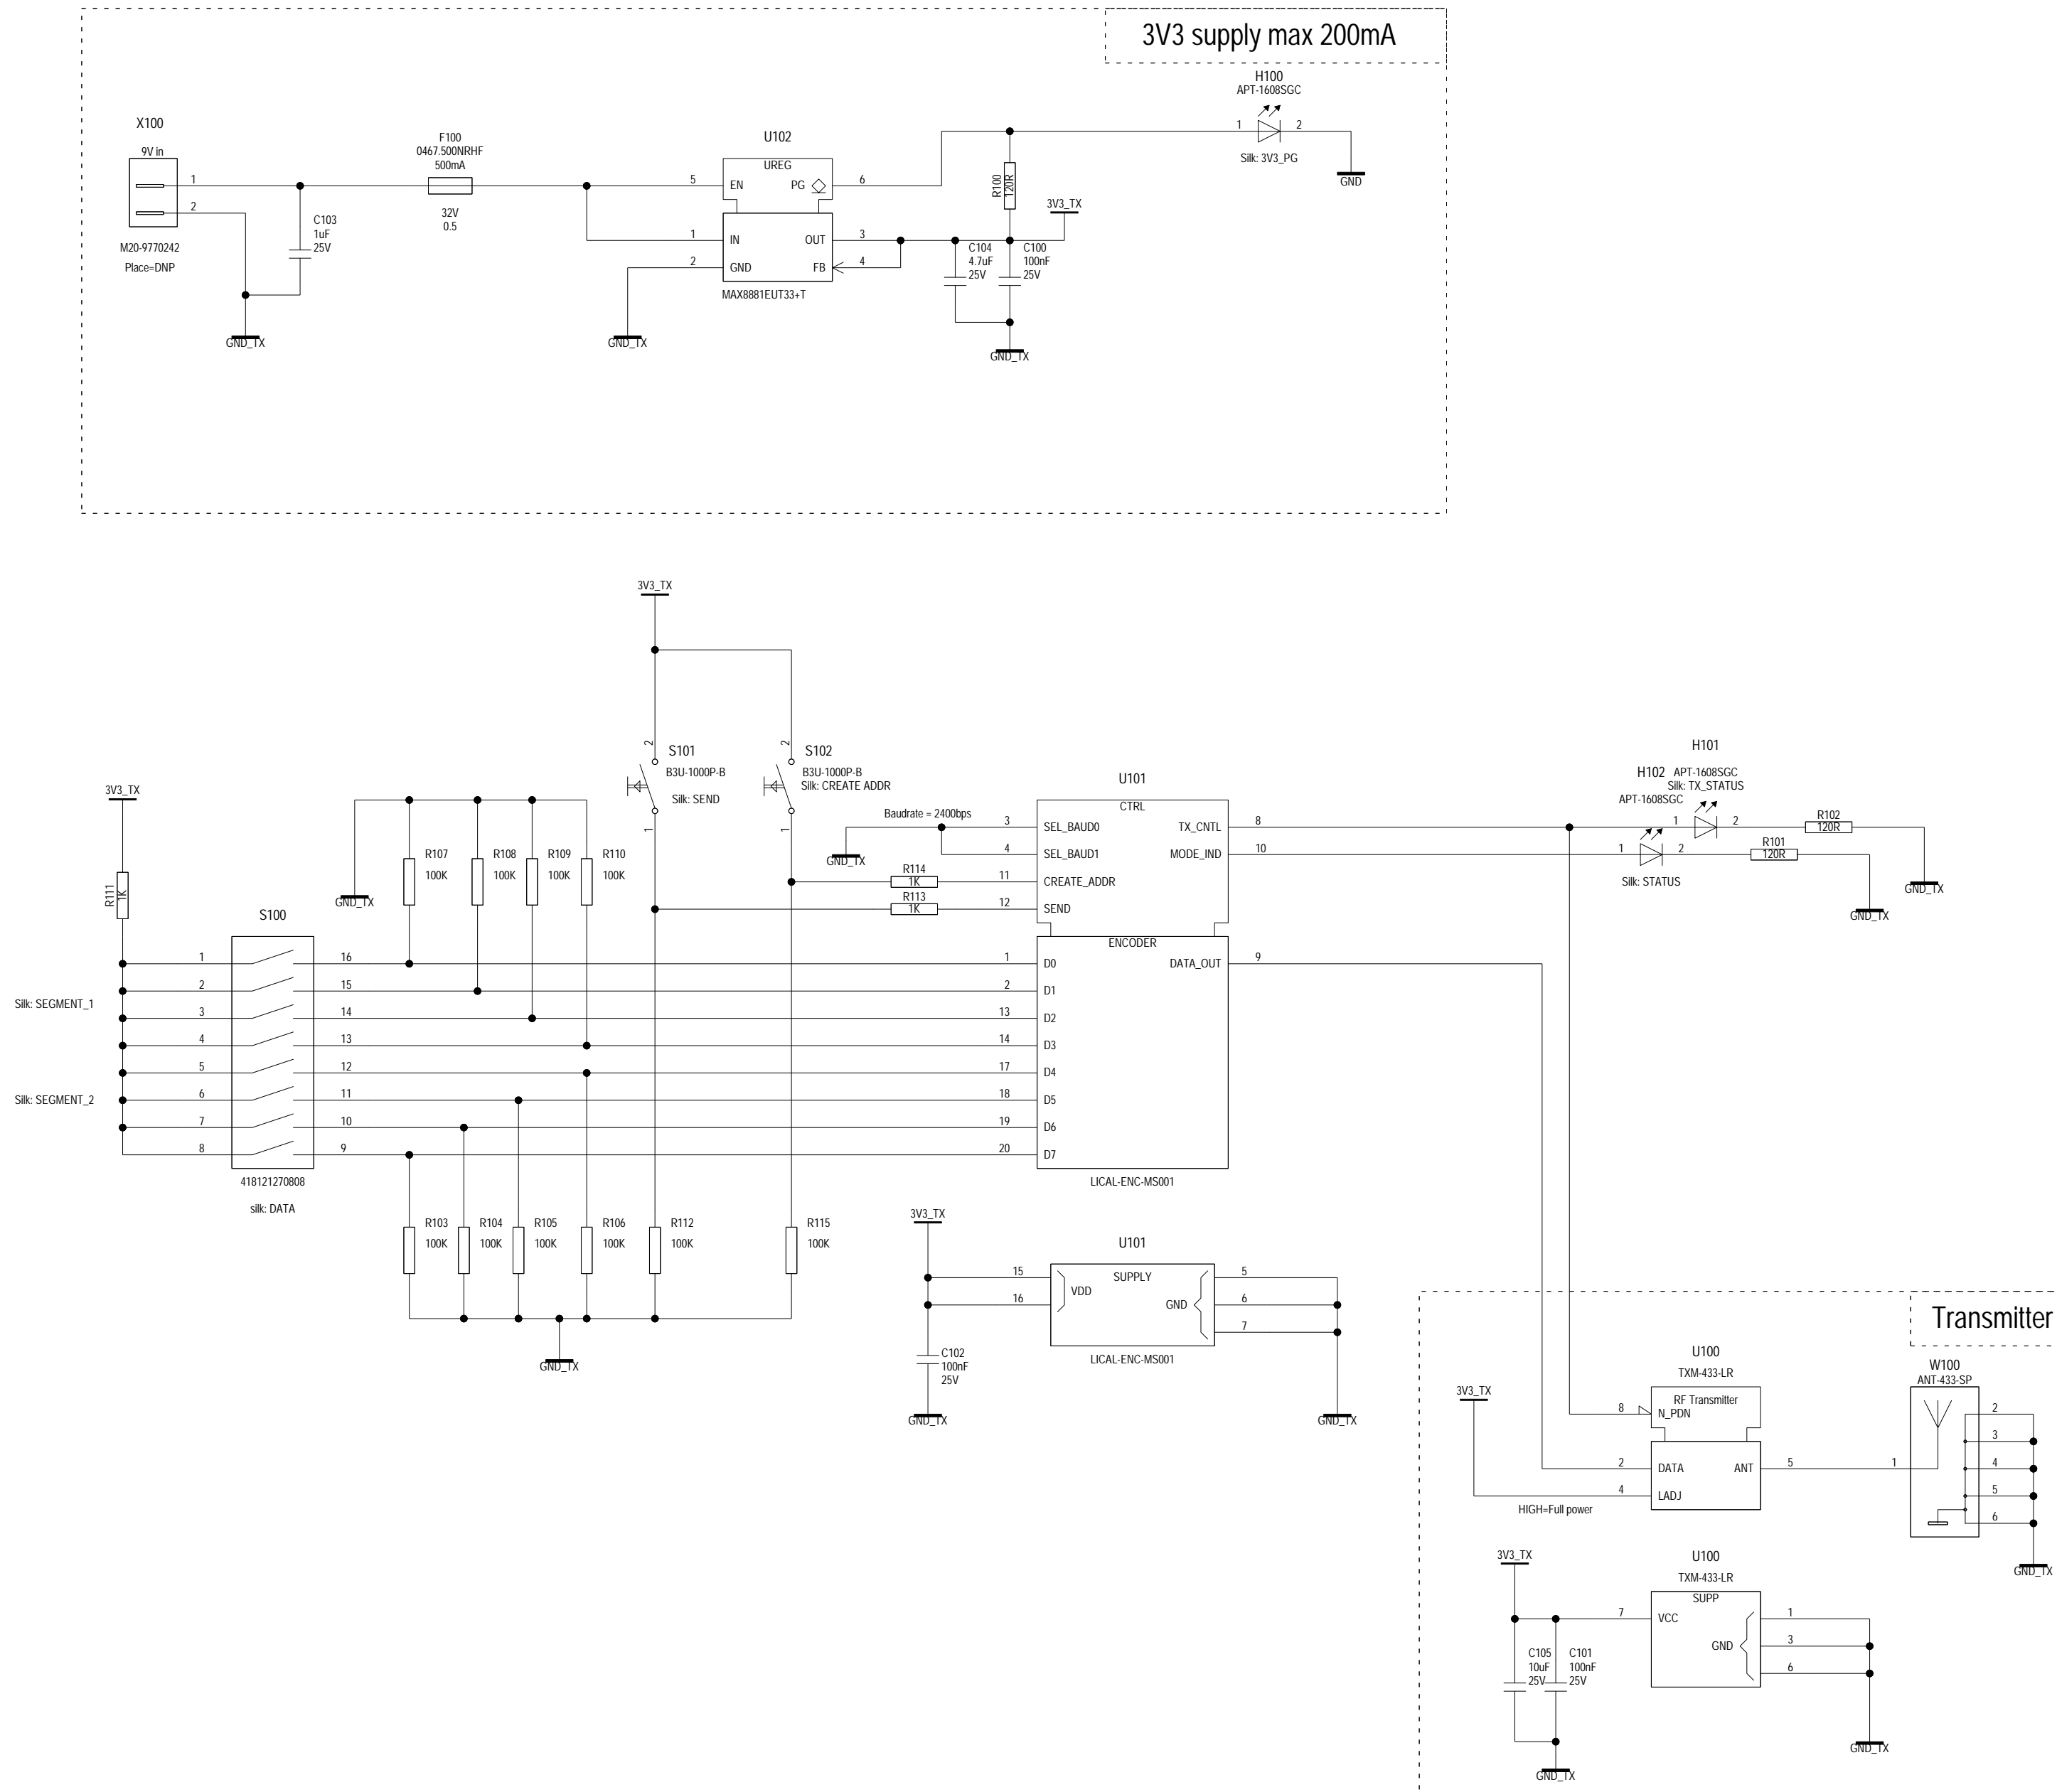 3V3 supply max 200mA
H100
APT-1608SGC
1
2
Silk: 3V3_PG
GND
X100
9V in
1
2
M20-9770242
Place=DNP
C103
1uF
25V
GND_TX
F100
0467.500NRHF
500mA
32V
0.5
U102
UREG
5
EN
PG
6
1
IN
OUT
3
2
GND
FB
4
MAX8881EUT33+T
GND_TX
R100
120R
3V3_TX
C104
4.7uF
25V
C100
100nF
25V
GND_TX
3V3_TX
2
S101
B3U-1000P-B
Silk: SEND
1
2
S102
B3U-1000P-B
Silk: CREATE ADDR
1
3V3_TX
R111
1K
GND_TX
R107
100K
R108
100K
R109
100K
R110
100K
S100
1
16
2
15
3
14
4
13
5
12
6
11
7
10
8
9
Silk: SEGMENT_1
Silk: SEGMENT_2
418121270808
silk: DATA
R103
100K
R104
100K
R105
100K
R106
100K
R112
100K
R115
100K
GND_TX
U101
CTRL
Baudrate = 2400bps
GND_TX
3
SEL_BAUD0
TX_CNTL
8
4
SEL_BAUD1
MODE_IND
10
R114
1K
11
CREATE_ADDR
R113
1K
12
SEND
ENCODER
1
D0
DATA_OUT
9
2
D1
13
D2
14
D3
17
D4
18
D5
19
D6
20
D7
LICAL-ENC-MS001
H101
APT-1608SGC
Silk: TX_STATUS
1
2
R102
120R
GND_TX
H102
APT-1608SGC
1
2
R101
120R
Silk: STATUS
GND_TX
3V3_TX
U101
15
SUPPLY
5
VDD
16
GND
6
7
LICAL-ENC-MS001
C102
100nF
25V
GND_TX
GND_TX
Transmitter
U100
TXM-433-LR
RF Transmitter
8
N_PDN
3V3_TX
2
DATA
ANT
5
4
LADJ
HIGH=Full power
W100
ANT-433-SP
1
2
3
4
5
6
GND_TX
3V3_TX
U100
TXM-433-LR
SUPP
7
VCC
1
GND
3
6
C105
10uF
25V
C101
100nF
25V
GND_TX
GND_TX